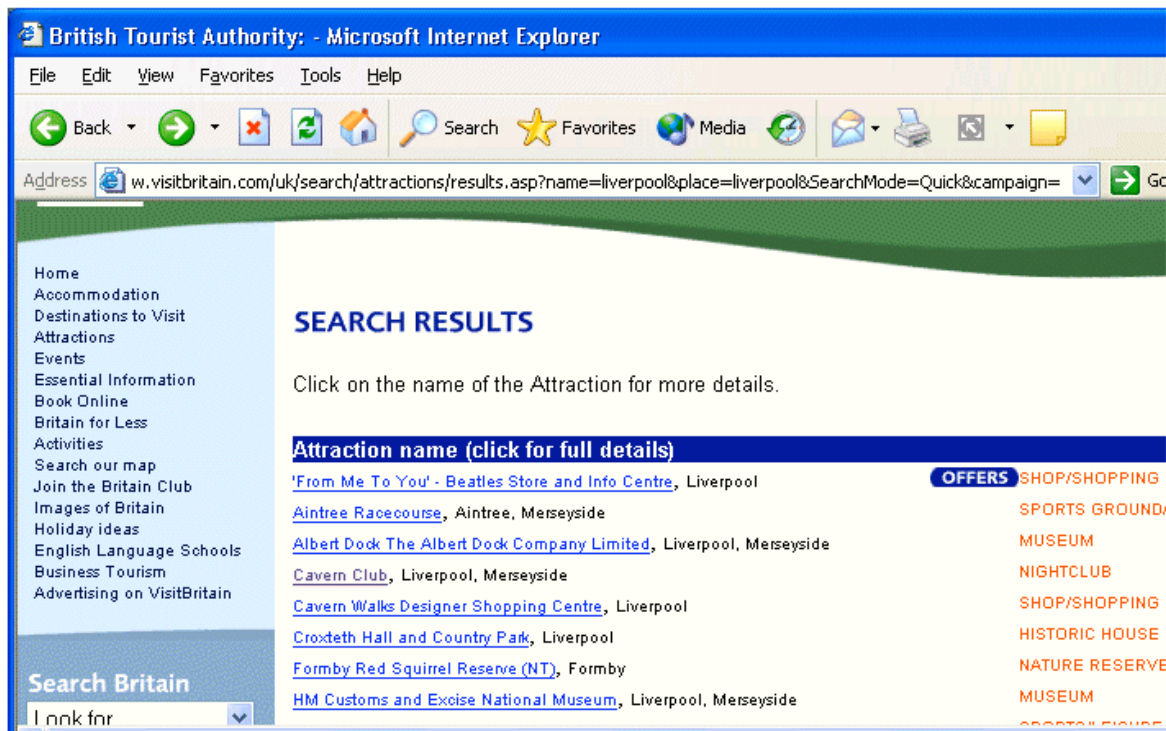 British Tourist Authority: - Microsoft Internet Explorer
File Edit View Favorites Tools Help
Back Search Favorites Media
Address w.visitbritain.com/uk/search/attractions/results.asp?name=liverpool&place=liverpool&SearchMode=Quick&campaign= Go
Home
Accommodation
Destinations to Visit
Attractions
Events
Essential Information
Book Online
Britain for Less
Activities
Search our map
Join the Britain Club
Images of Britain
Holiday ideas
English Language Schools
Business Tourism
Advertising on VisitBritain
Search Britain
Look for
SEARCH RESULTS
Click on the name of the Attraction for more details.
Attraction name (click for full details)
'From Me To You' - Beatles Store and Info Centre, Liverpool OFFERS SHOP/SHOPPING
Aintree Racecourse, Aintree, Merseyside SPORTS GROUND/
Albert Dock The Albert Dock Company Limited, Liverpool, Merseyside MUSEUM
Cavern Club, Liverpool, Merseyside NIGHTCLUB
Cavern Walks Designer Shopping Centre, Liverpool SHOP/SHOPPING
Croxteth Hall and Country Park, Liverpool HISTORIC HOUSE
Formby Red Squirrel Reserve (NT), Formby NATURE RESERVE
HM Customs and Excise National Museum, Liverpool, Merseyside MUSEUM